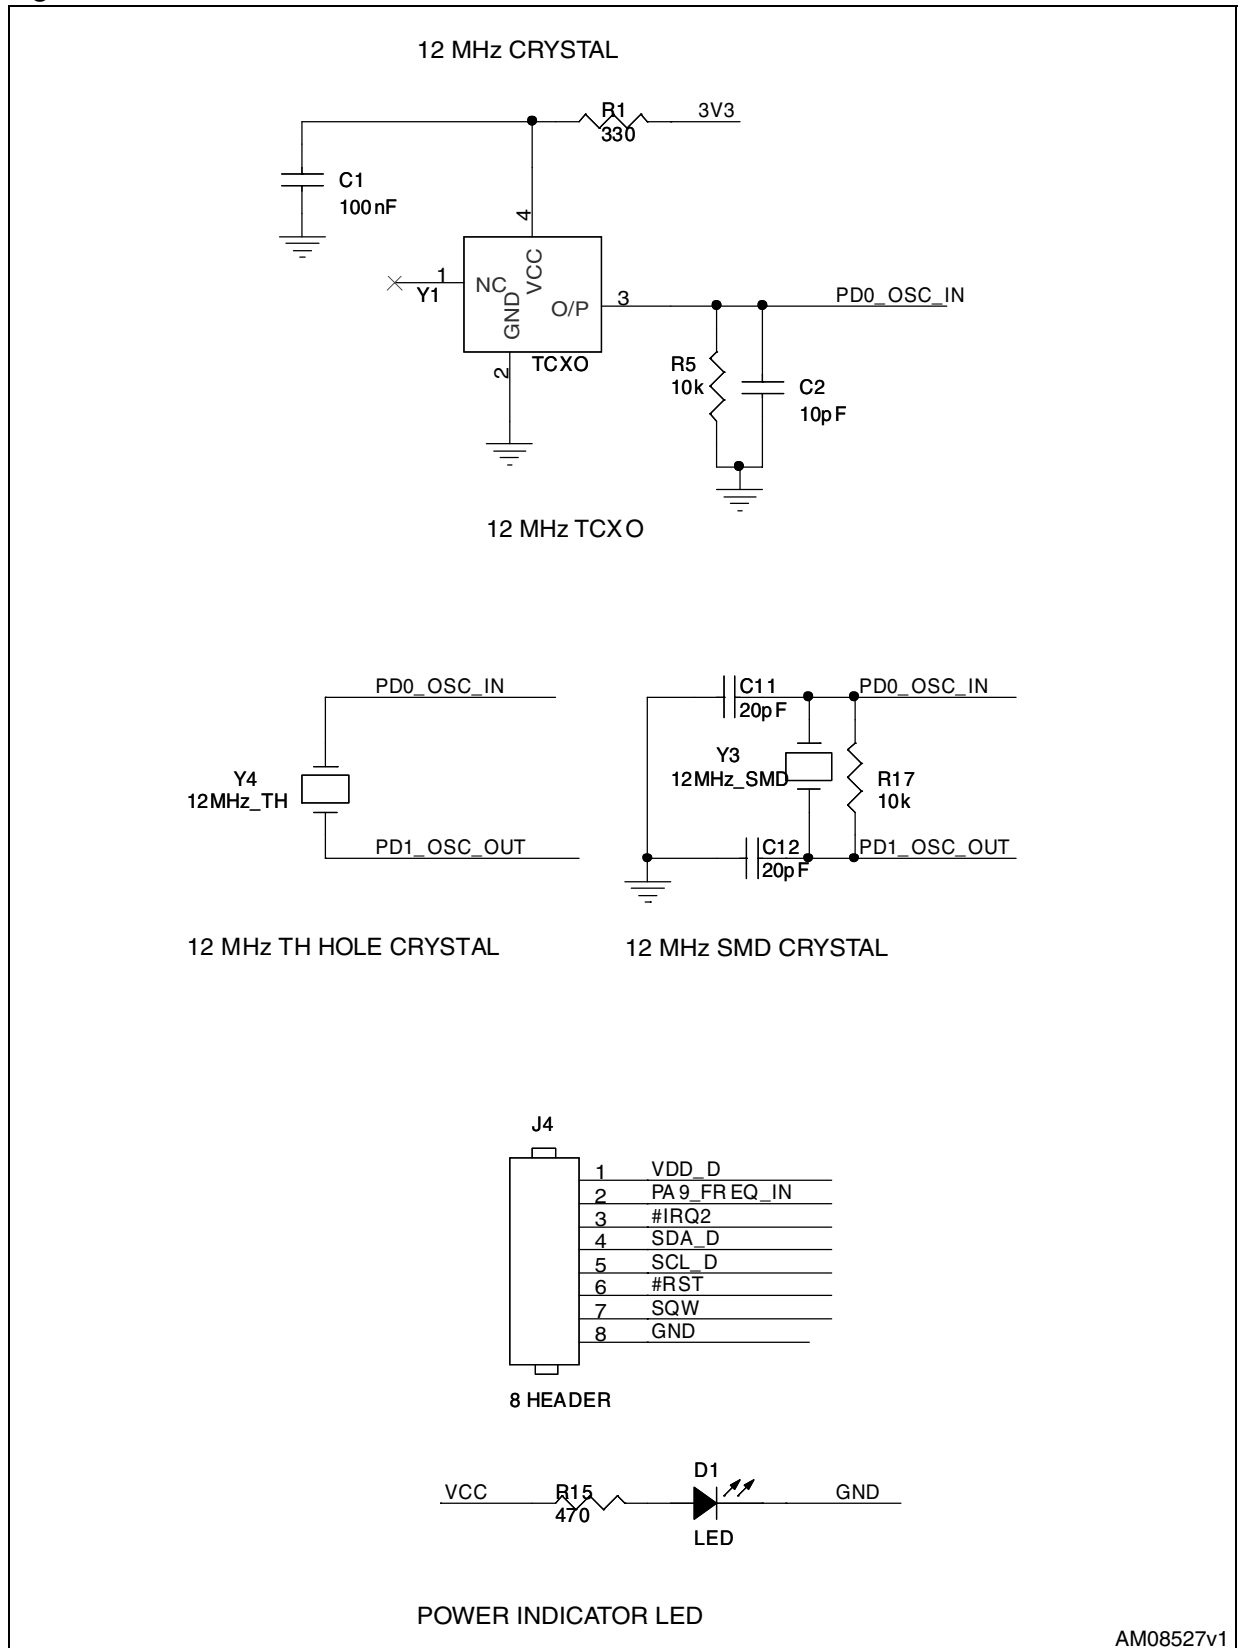 12 MHz CRYSTAL
R1
330
3V3
C1
100nF
4
1
Y1
NC
GND
VCC
O/P
3
PD0_OSC_IN
TCXO
2
R5
10k
C2
10pF
12 MHz TCXO
PD0_OSC_IN
Y4
12MHz_TH
PD1_OSC_OUT
12 MHz TH HOLE CRYSTAL
C11
20pF
PD0_OSC_IN
Y3
12MHz_SMD
R17
10k
C12
20pF
PD1_OSC_OUT
12 MHz SMD CRYSTAL
J4
1 VDD_D
2 PA9_FREQ_IN
3 #IRQ2
4 SDA_D
5 SCL_D
6 #RST
7 SQW
8 GND
8 HEADER
VCC
R15
470
D1
LED
GND
POWER INDICATOR LED
AM08527v1